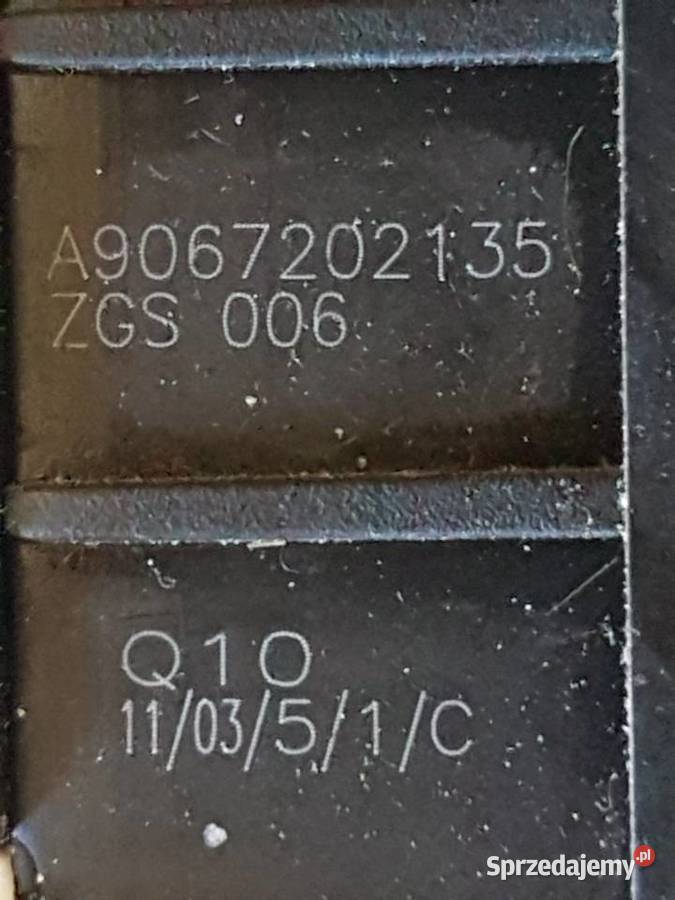 A9067202135
ZGS 006
Q10
11/03/5/1/C
Sprzedajemy.pl